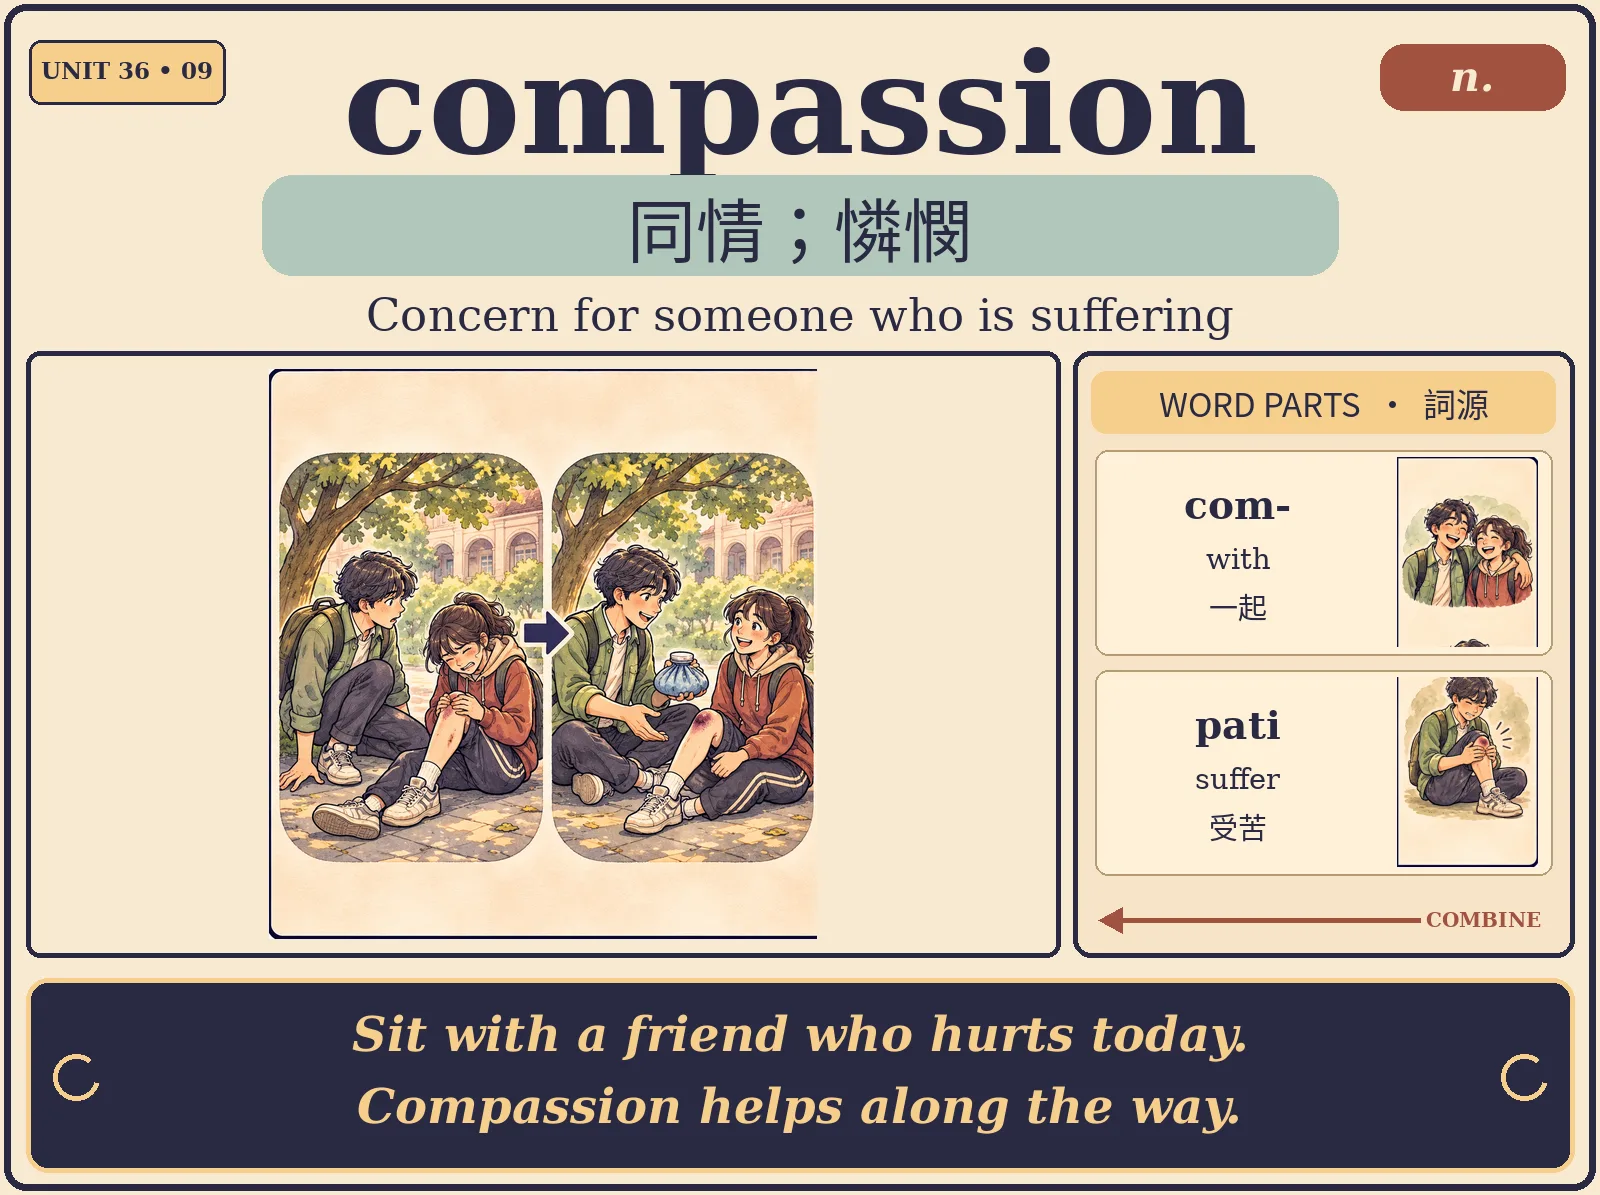 UNIT 36 • 09
compassion
n.
同情；憐憫
Concern for someone who is suffering
WORD PARTS · 詞源
com-
with
一起
pati
suffer
受苦
COMBINE
Sit with a friend who hurts today.
Compassion helps along the way.